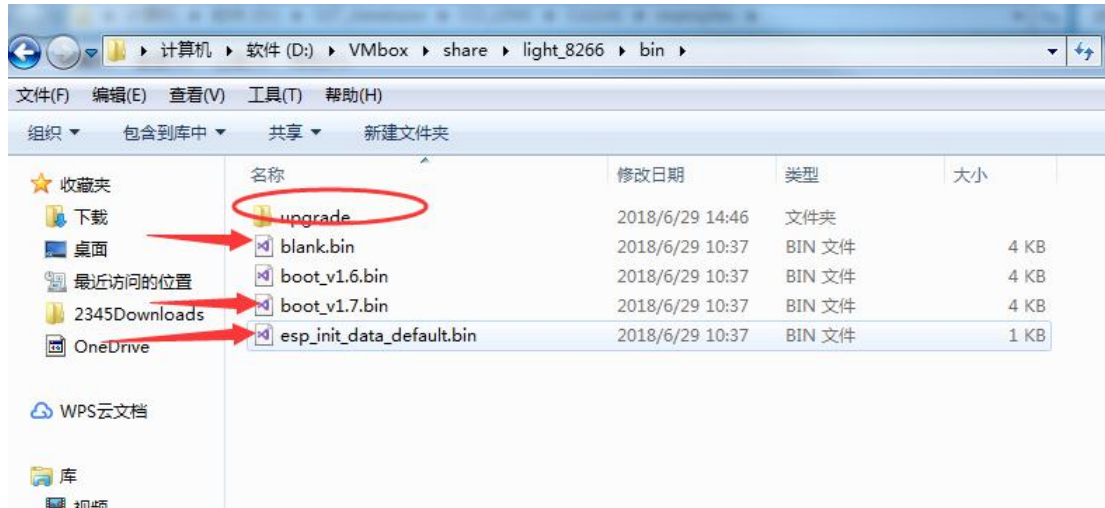 计算机 ▸ 软件 (D:) ▸ VMbox ▸ share ▸ light_8266 ▸ bin ▸
文件(F) 编辑(E) 查看(V) 工具(T) 帮助(H)
组织 包含到库中 共享 新建文件夹
名称 修改日期 类型 大小
收藏夹
下载
桌面
最近访问的位置
2345Downloads
OneDrive
WPS云文档
库
视频
upgrade 2018/6/29 14:46 文件夹
blank.bin 2018/6/29 10:37 BIN 文件 4 KB
boot_v1.6.bin 2018/6/29 10:37 BIN 文件 4 KB
boot_v1.7.bin 2018/6/29 10:37 BIN 文件 4 KB
esp_init_data_default.bin 2018/6/29 10:37 BIN 文件 1 KB